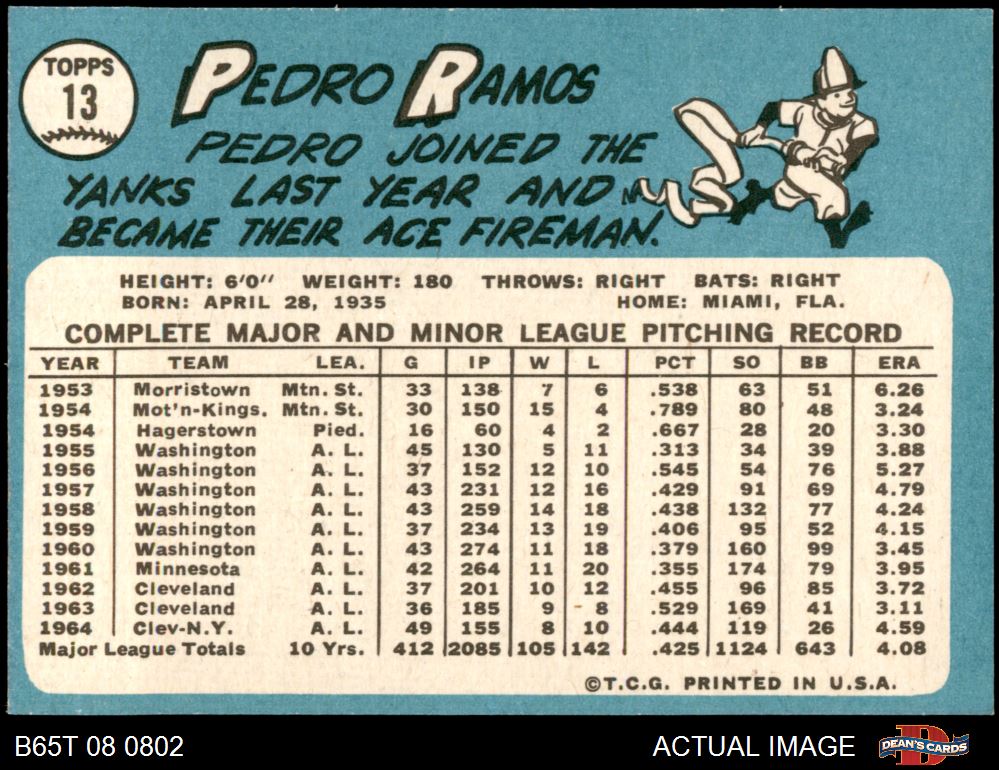 TOPPS
13
PEDRO RAMOS
PEDRO JOINED THE
YANKS LAST YEAR AND
BECAME THEIR ACE FIREMAN.
HEIGHT: 6'0" WEIGHT: 180 THROWS: RIGHT BATS: RIGHT
BORN: APRIL 28, 1935 HOME: MIAMI, FLA.
COMPLETE MAJOR AND MINOR LEAGUE PITCHING RECORD
YEAR TEAM LEA. G IP W L PCT SO BB ERA
1953 Morristown Mtn. St. 33 138 7 6 .538 63 51 6.26
1954 Mot'n-Kings. Mtn. St. 30 150 15 4 .789 80 48 3.24
1954 Hagerstown Pied. 16 60 4 2 .667 28 20 3.30
1955 Washington A. L. 45 130 5 11 .313 34 39 3.88
1956 Washington A. L. 37 152 12 10 .545 54 76 5.27
1957 Washington A. L. 43 231 12 16 .429 91 69 4.79
1958 Washington A. L. 43 259 14 18 .438 132 77 4.24
1959 Washington A. L. 37 234 13 19 .406 95 52 4.15
1960 Washington A. L. 43 274 11 18 .379 160 99 3.45
1961 Minnesota A. L. 42 264 11 20 .355 174 79 3.95
1962 Cleveland A. L. 37 201 10 12 .455 96 85 3.72
1963 Cleveland A. L. 36 185 9 8 .529 169 41 3.11
1964 Clev-N.Y. A. L. 49 155 8 10 .444 119 26 4.59
Major League Totals 10 Yrs. 412 2085 105 142 .425 1124 643 4.08
©T.C.G. PRINTED IN U.S.A.
B65T 08 0802 ACTUAL IMAGE DEAN'S CARDS